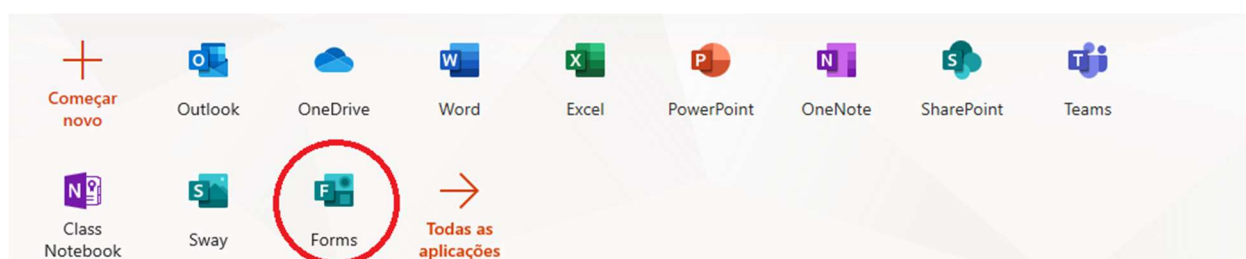 Começar
novo
Outlook
OneDrive
Word
Excel
PowerPoint
OneNote
SharePoint
Teams
Class
Notebook
Sway
Forms
Todas as
aplicações